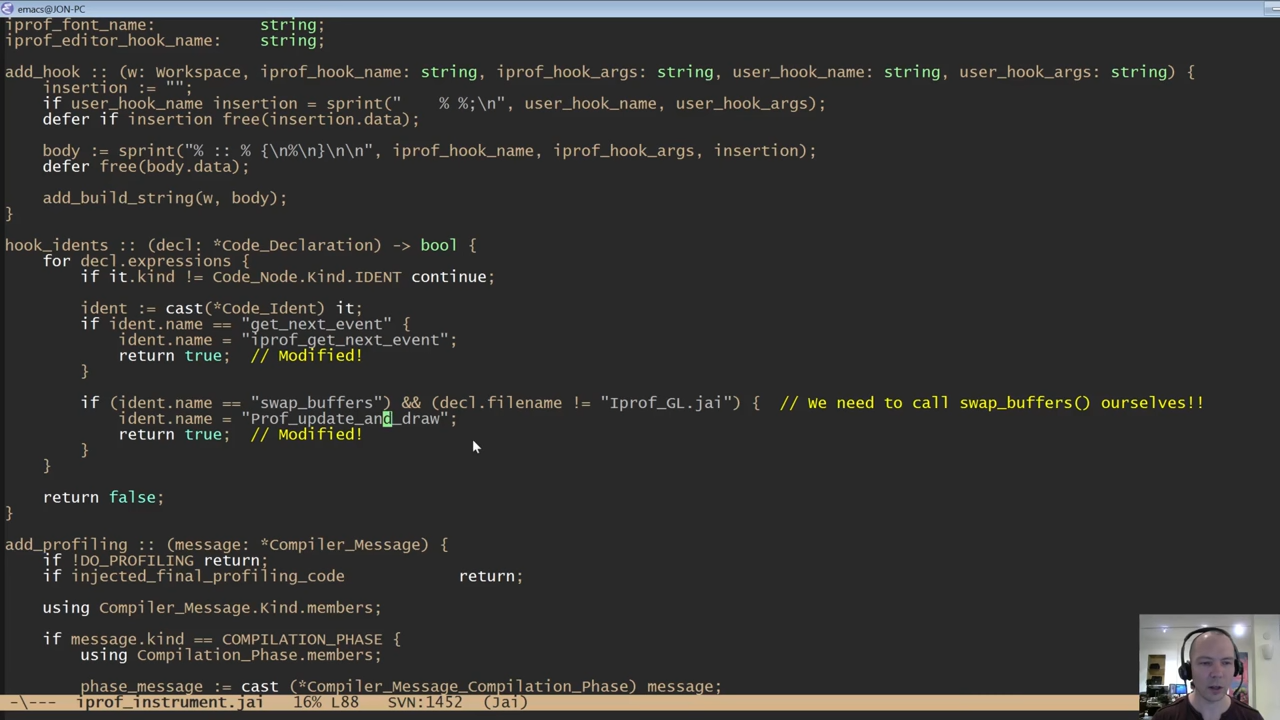 emacs@JON-PC
iprof_font_name:      string;
iprof_editor_hook_name:     string;
add_hook :: (w: Workspace, iprof_hook_name: string, iprof_hook_args: string, user_hook_name: string, user_hook_args: string) {
insertion := "";
if user_hook_name insertion = sprint("    % %;\n", user_hook_name, user_hook_args);
defer if insertion free(insertion.data);
body := sprint("% :: % {\n%\n}\n\n", iprof_hook_name, iprof_hook_args, insertion);
defer free(body.data);
add_build_string(w, body);
}
hook_idents :: (decl: *Code_Declaration) -> bool {
for decl.expressions {
if it.kind != Code_Node.Kind.IDENT continue;
ident := cast(*Code_Ident) it;
if ident.name == "get_next_event" {
ident.name = "iprof_get_next_event";
return true;  // Modified!
}
if (ident.name == "swap_buffers") && (decl.filename != "Iprof_GL.jai") {  // We need to call swap_buffers() ourselves!!
ident.name = "Prof_update_and_draw";
return true;  // Modified!
}
}
return false;
}
add_profiling :: (message: *Compiler_Message) {
if !DO_PROFILING return;
if injected_final_profiling_code            return;
using Compiler_Message.Kind.members;
if message.kind == COMPILATION_PHASE {
using Compilation_Phase.members;
phase_message := cast (*Compiler_Message_Compilation_Phase) message;
-\---  iprof_instrument.jai   16% L88    SVN:1452  (Jai)